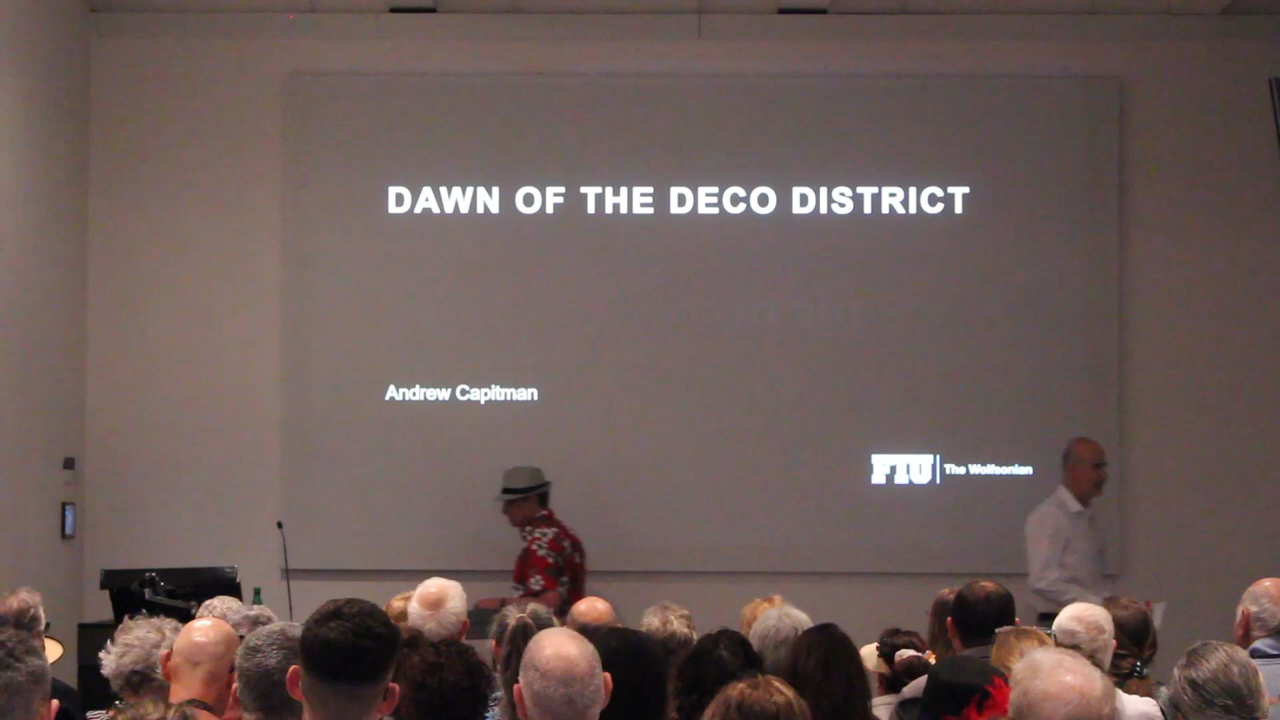 DAWN OF THE DECO DISTRICT
Andrew Capitman
FIU The Wolfsonian